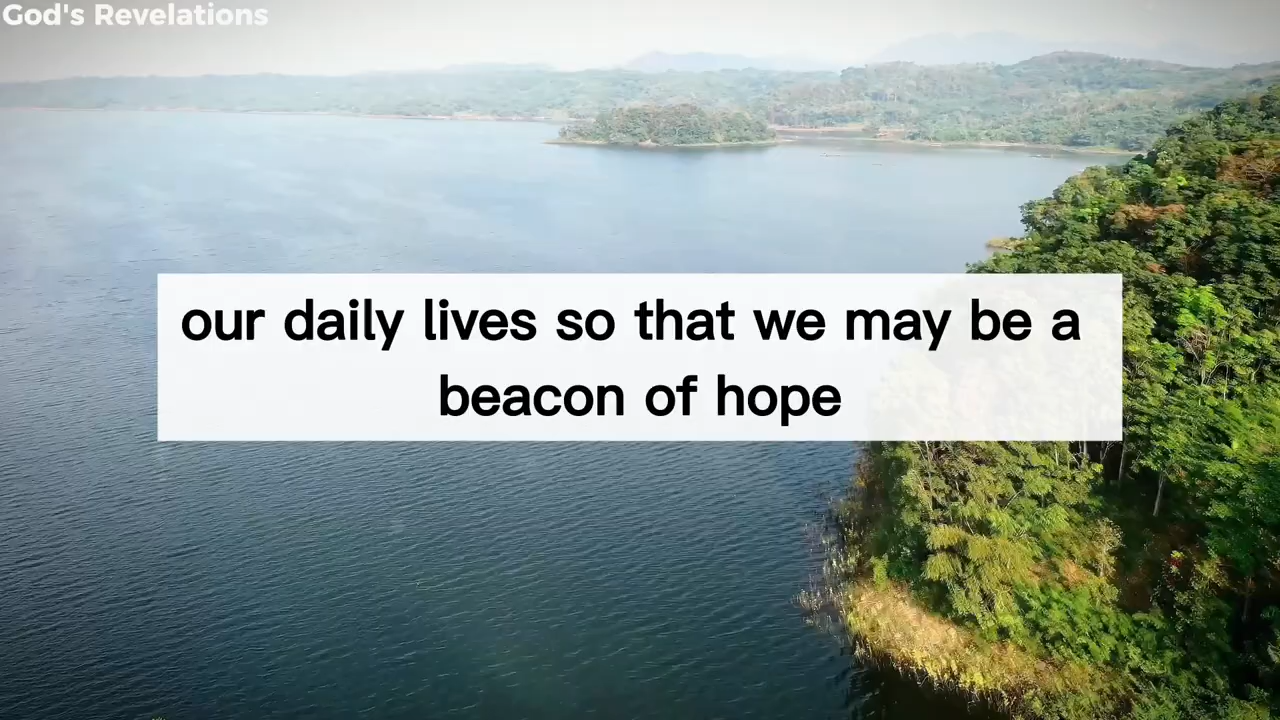 God's Revelations
our daily lives so that we may be a
beacon of hope